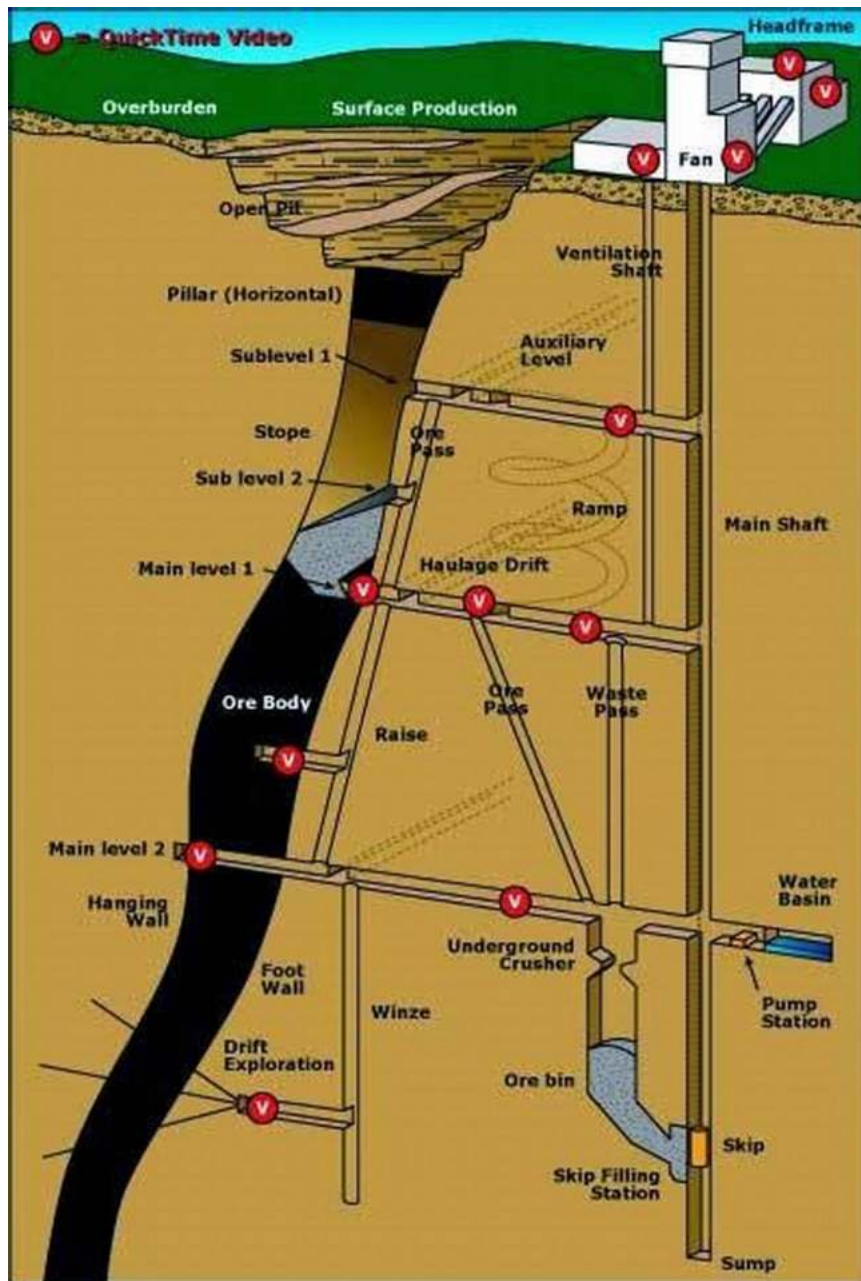 V = QuickTime Video
Headframe
Overburden
Surface Production
Fan
V
V
V
V
Open Pit
Ventilation
Shaft
Pillar (Horizontal)
Sublevel 1
Auxiliary
Level
V
Stope
Ore
Pass
Sub level 2
Ramp
Main Shaft
Main level 1
Haulage Drift
V
V
V
Ore Body
Raise
Ore
Pass
Waste
Pass
V
Main level 2
V
Hanging
Wall
V
Water
Basin
Underground
Crusher
Foot
Wall
Winze
Pump
Station
Drift
Exploration
V
Ore bin
Skip
Skip Filling
Station
Sump